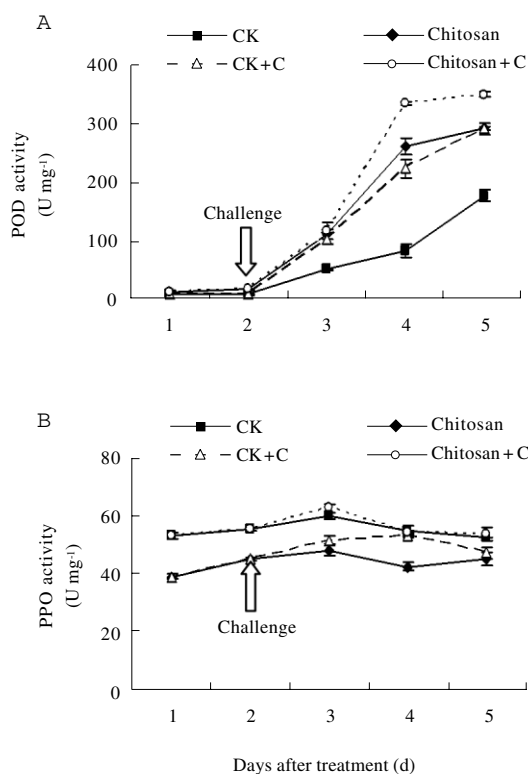 A
CK
Chitosan
CK+C
Chitosan+C
400
300
200
100
0
POD activity
(U mg-1)
Challenge
1 2 3 4 5
B
CK
Chitosan
CK+C
Chitosan+C
80
60
40
20
0
PPO activity
(U mg-1)
Challenge
1 2 3 4 5
Days after treatment (d)